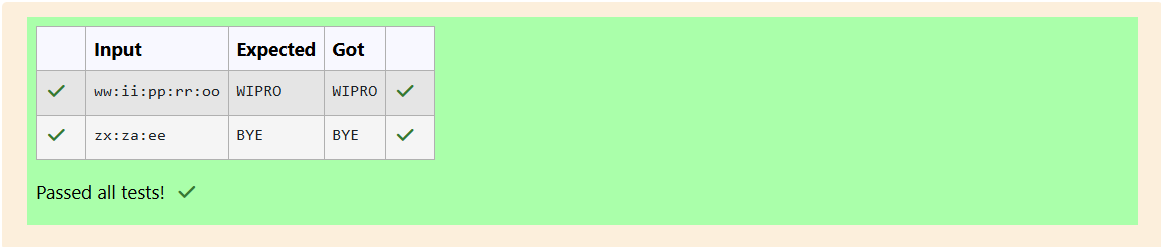 Input Expected Got
ww:ii:pp:rr:oo WIPRO WIPRO
zx:za:ee BYE BYE
Passed all tests!